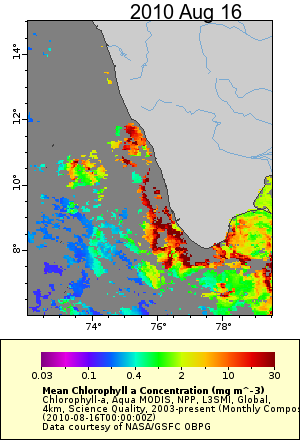 2010 Aug 16
14°
12°
10°
8°
74°
76°
78°
0.03
0.1
0.4
2
10
30
Mean Chlorophyll a Concentration (mg m^-3)
Chlorophyll-a, Aqua MODIS, NPP, L3SMI, Global,
4km, Science Quality, 2003-present (Monthly Compos
(2010-08-16T00:00:00Z)
Data courtesy of NASA/GSFC OBPG